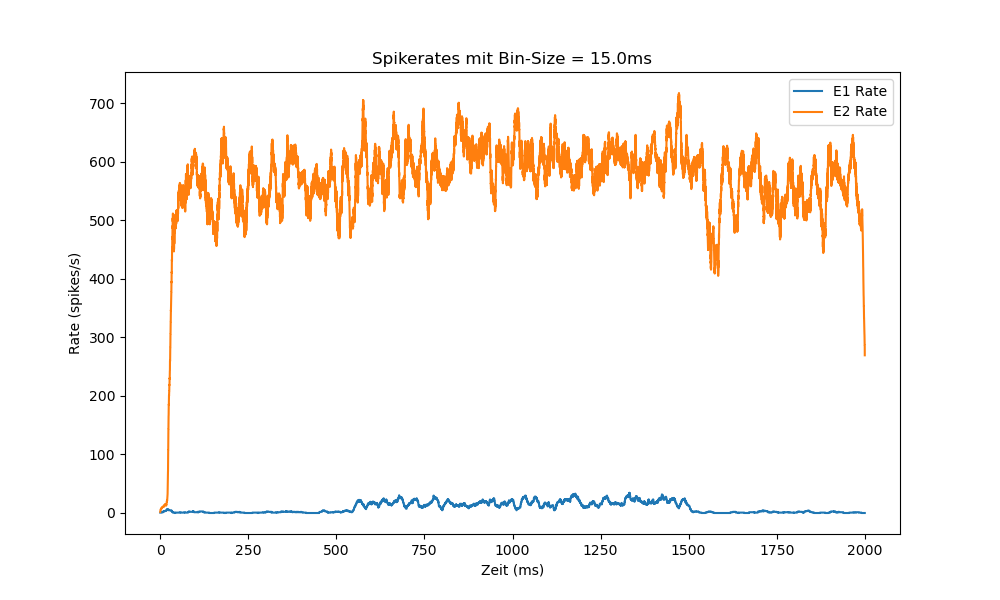 Spikerates mit Bin-Size = 15.0ms
E1 Rate
E2 Rate
700
600
500
400
300
200
100
0
Rate (spikes/s)
0 250 500 750 1000 1250 1500 1750 2000
Zeit (ms)